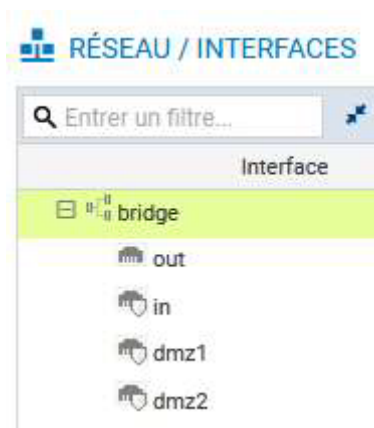 RÉSEAU / INTERFACES
Entrer un filtre...
Interface
bridge
out
in
dmz1
dmz2